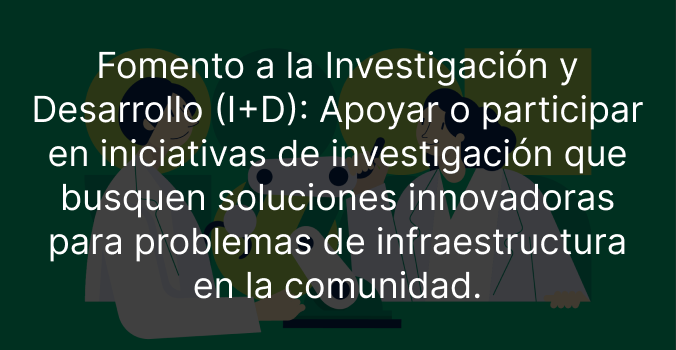 Fomento a la Investigación y
Desarrollo (I+D): Apoyar o participar
en iniciativas de investigación que
busquen soluciones innovadoras
para problemas de infraestructura
en la comunidad.